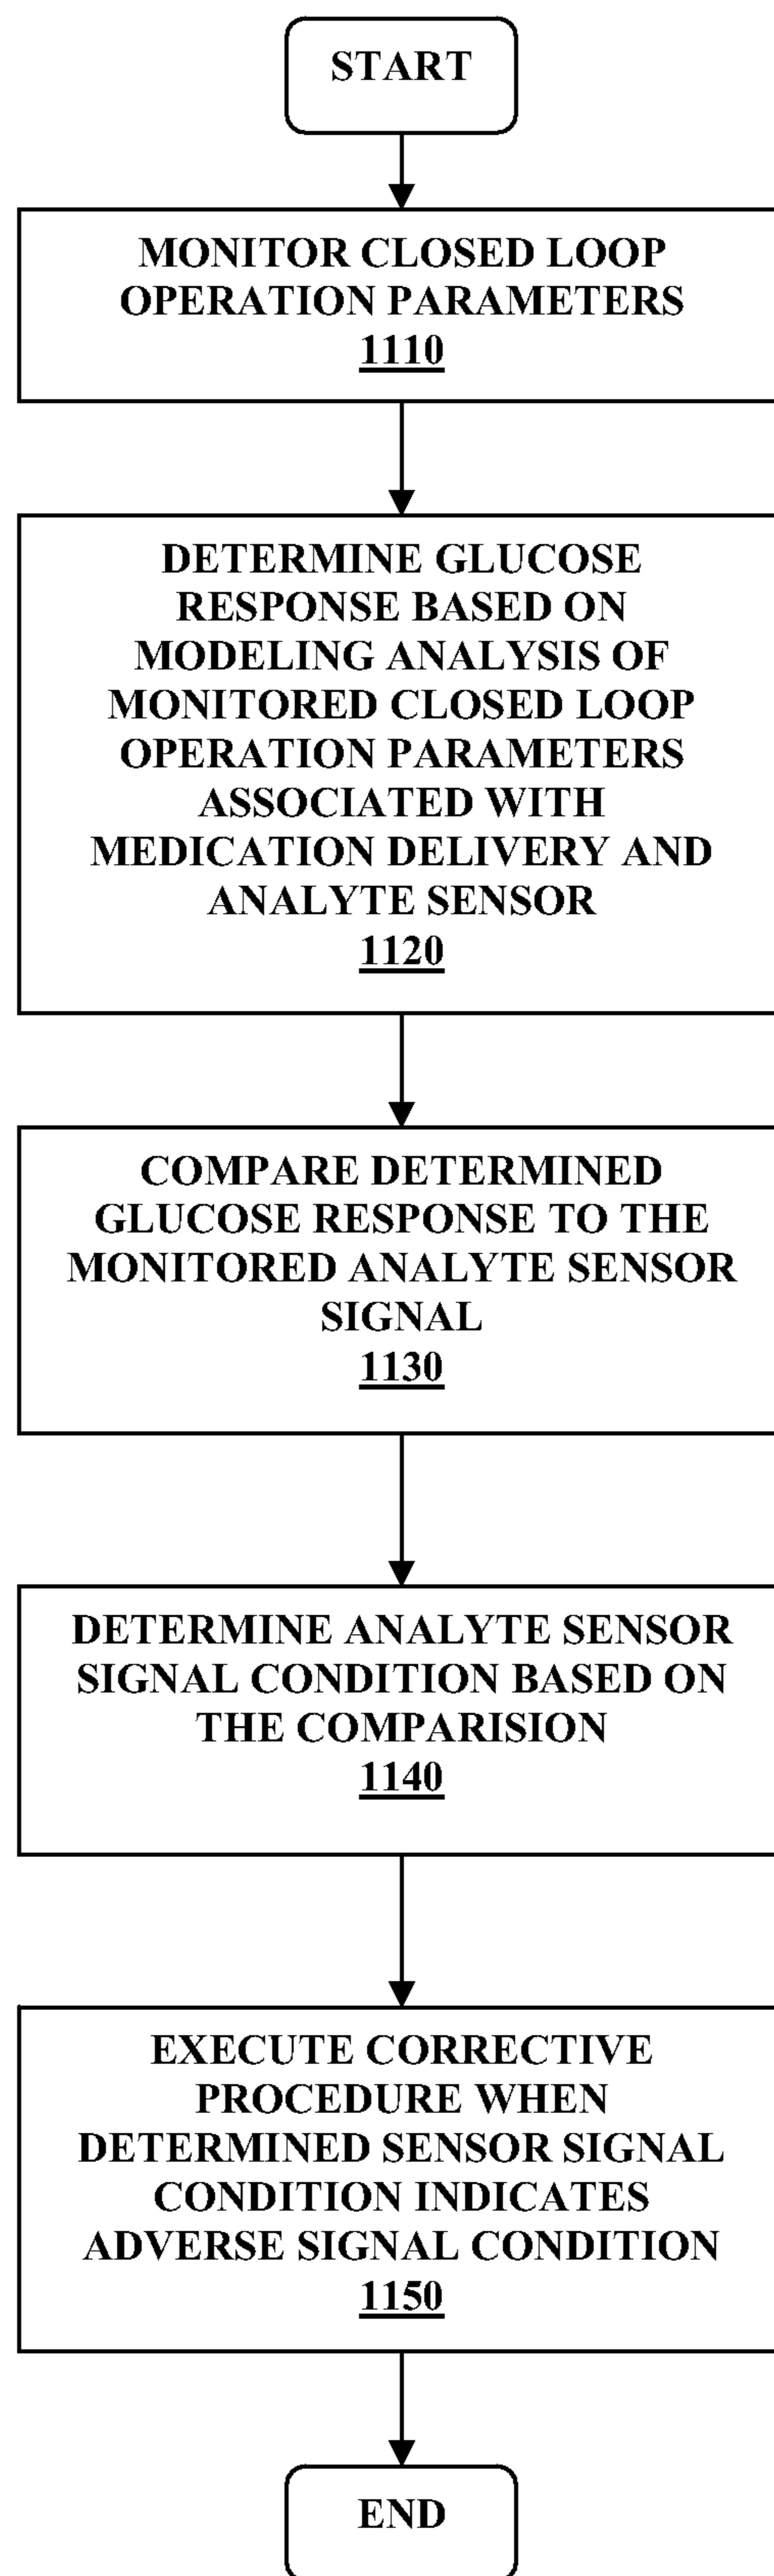 START
MONITOR CLOSED LOOP
OPERATION PARAMETERS
1110
DETERMINE GLUCOSE
RESPONSE BASED ON
MODELING ANALYSIS OF
MONITORED CLOSED LOOP
OPERATION PARAMETERS
ASSOCIATED WITH
MEDICATION DELIVERY AND
ANALYTE SENSOR
1120
COMPARE DETERMINED
GLUCOSE RESPONSE TO THE
MONITORED ANALYTE SENSOR
SIGNAL
1130
DETERMINE ANALYTE SENSOR
SIGNAL CONDITION BASED ON
THE COMPARISION
1140
EXECUTE CORRECTIVE
PROCEDURE WHEN
DETERMINED SENSOR SIGNAL
CONDITION INDICATES
ADVERSE SIGNAL CONDITION
1150
END